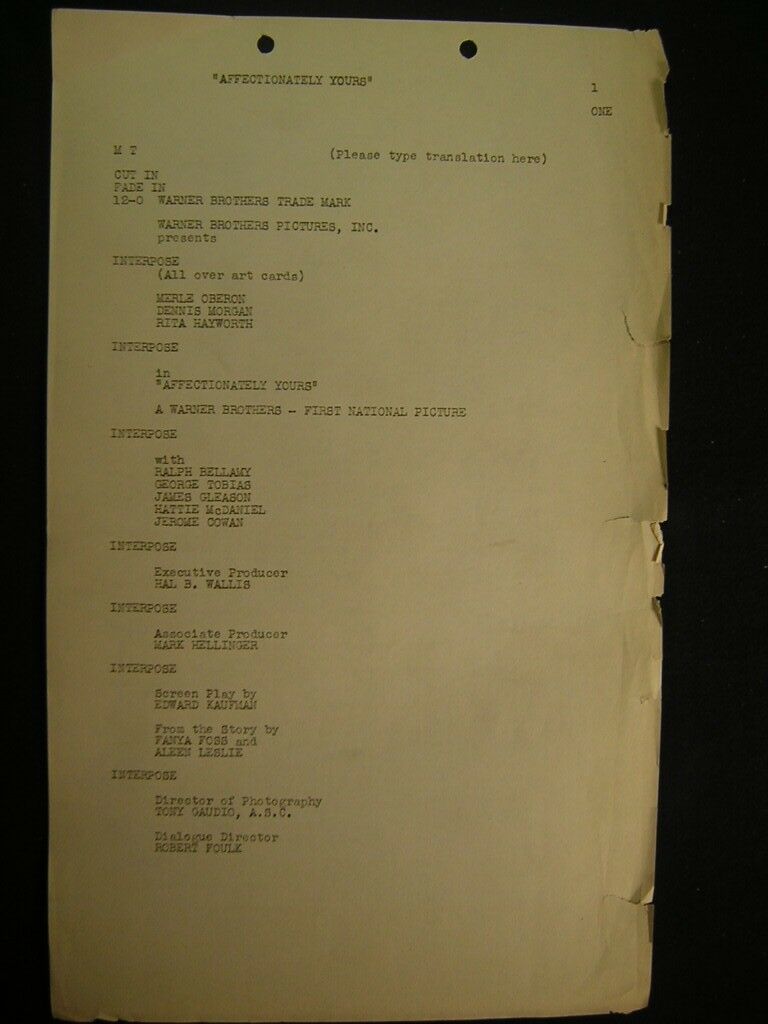 "AFFECTIONATELY YOURS"
1
ONE
M T (Please type translation here)
CUT IN
FADE IN
12-0 WARNER BROTHERS TRADE MARK
WARNER BROTHERS PICTURES, INC.
presents
INTERPOSE
(All over art cards)
MERLE OBERON
DENNIS MORGAN
RITA HAYWORTH
INTERPOSE
in
"AFFECTIONATELY YOURS"
A WARNER BROTHERS - FIRST NATIONAL PICTURE
INTERPOSE
with
RALPH BELLAMY
GEORGE TOBIAS
JAMES GLEASON
HATTIE McDANIEL
JEROME COWAN
INTERPOSE
Executive Producer
HAL B. WALLIS
INTERPOSE
Associate Producer
MARK HELLINGER
INTERPOSE
Screen Play by
EDWARD KAUFMAN
From the Story by
FANYA FOSS and
ALEEN LESLIE
INTERPOSE
Director of Photography
TONY GAUDIO, A.S.C.
Dialogue Director
ROBERT FOULK